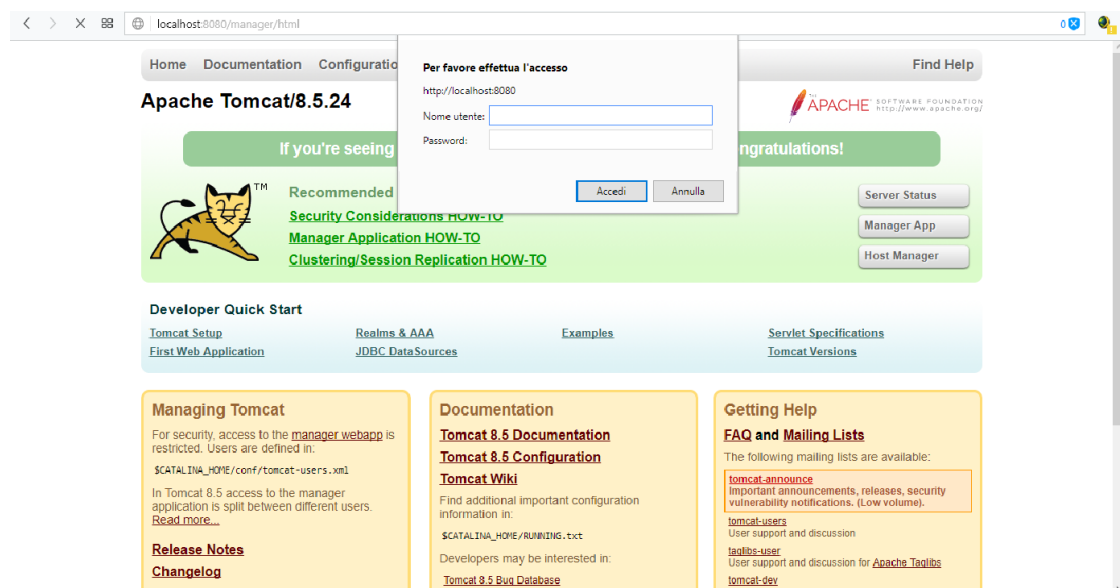 localhost:8080/manager/html
0
Home Documentation Configuratio
Find Help
Per favore effettua l'accesso
http://localhost:8080
Nome utente:
Password:
Accedi Annulla
Apache Tomcat/8.5.24
THE
APACHE SOFTWARE FOUNDATION
http://www.apache.org/
If you're seeing
ngratulations!
TM
Recommended
Security Considerations HOW-TO
Manager Application HOW-TO
Clustering/Session Replication HOW-TO
Server Status
Manager App
Host Manager
Developer Quick Start
Tomcat Setup
First Web Application
Realms & AAA
JDBC DataSources
Examples
Servlet Specifications
Tomcat Versions
Managing Tomcat
For security, access to the manager webapp is
restricted. Users are defined in:
$CATALINA_HOME/conf/tomcat-users.xml
In Tomcat 8.5 access to the manager
application is split between different users.
Read more...
Release Notes
Changelog
Documentation
Tomcat 8.5 Documentation
Tomcat 8.5 Configuration
Tomcat Wiki
Find additional important configuration
information in:
$CATALINA_HOME/RUNNING.txt
Developers may be interested in:
Tomcat 8.5 Bug Database
Getting Help
FAQ and Mailing Lists
The following mailing lists are available:
tomcat-announce
Important announcements, releases, security
vulnerability notifications. (Low volume).
tomcat-users
User support and discussion
taglibs-user
User support and discussion for Apache Taglibs
tomcat-dev